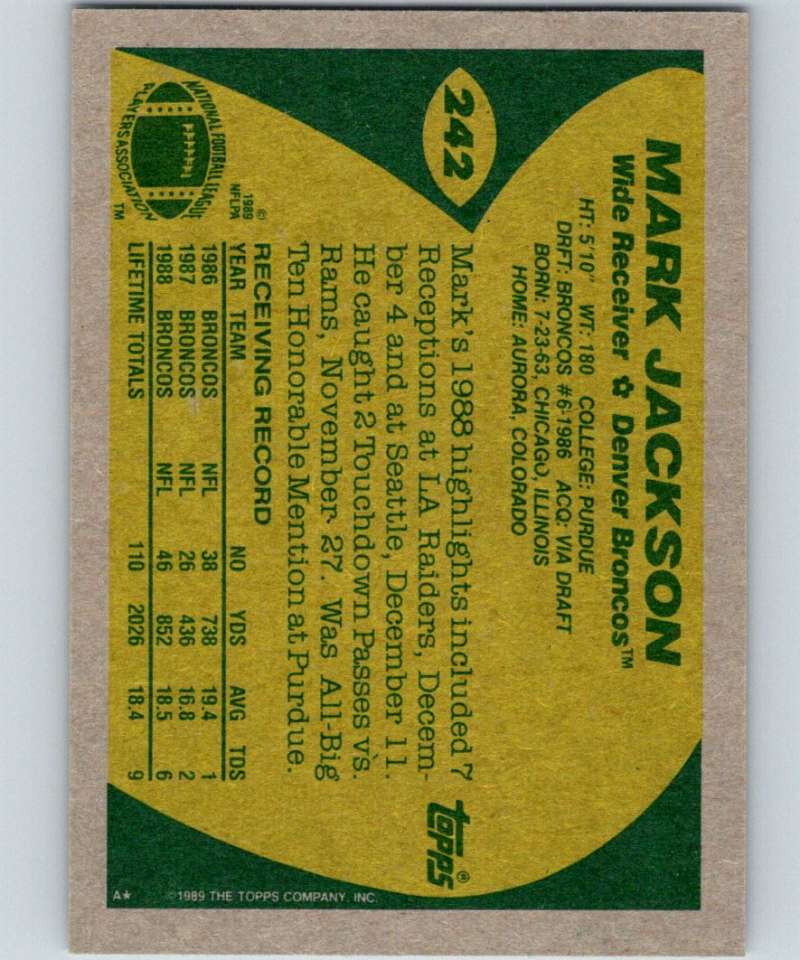 242
MARK JACKSON
Wide Receiver ✩ Denver Broncos™
HT: 5'10" WT: 180 COLLEGE: PURDUE
DRFT: BRONCOS #6-1986 ACQ: VIA DRAFT
BORN: 7-23-63, CHICAGO, ILLINOIS
HOME: AURORA, COLORADO
Mark's 1988 highlights included 7
Receptions at LA Raiders, Decem-
ber 4 and at Seattle, December 11.
He caught 2 Touchdown Passes vs.
Rams, November 27. Was All-Big
Ten Honorable Mention at Purdue.
topps®
NATIONAL FOOTBALL LEAGUE
PLAYERS ASSOCIATION
TM
©
1989
NFLPA
RECEIVING RECORD
YEAR TEAM NO YDS AVG TDS
1986 BRONCOS NFL 38 738 19.4 1
1987 BRONCOS NFL 26 436 16.8 2
1988 BRONCOS NFL 46 852 18.5 6
LIFETIME TOTALS 110 2026 18.4 9
A★ ©1989 THE TOPPS COMPANY, INC.